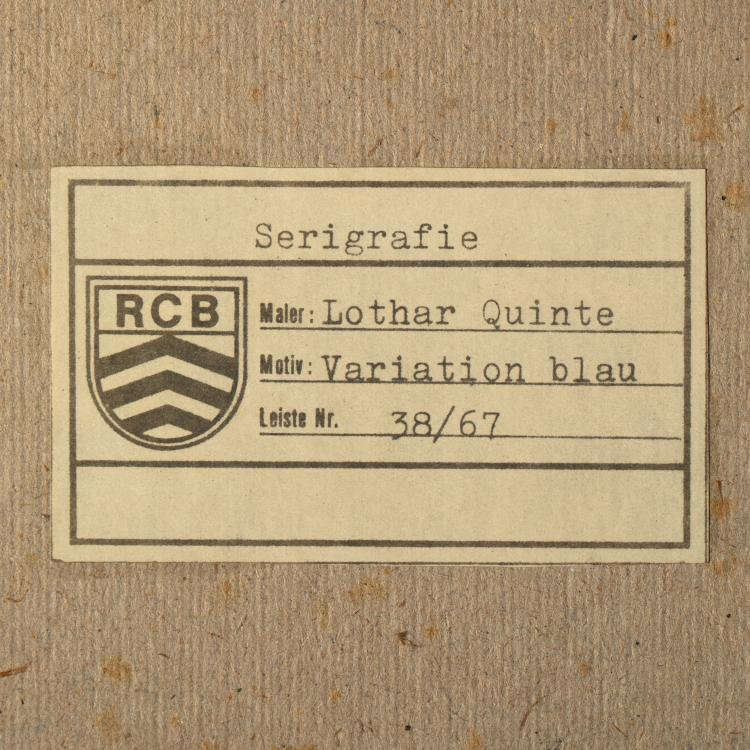 Serigrafie
RCB
Maler: Lothar Quinte
Motiv: Variation blau
Leiste Nr. 38/67